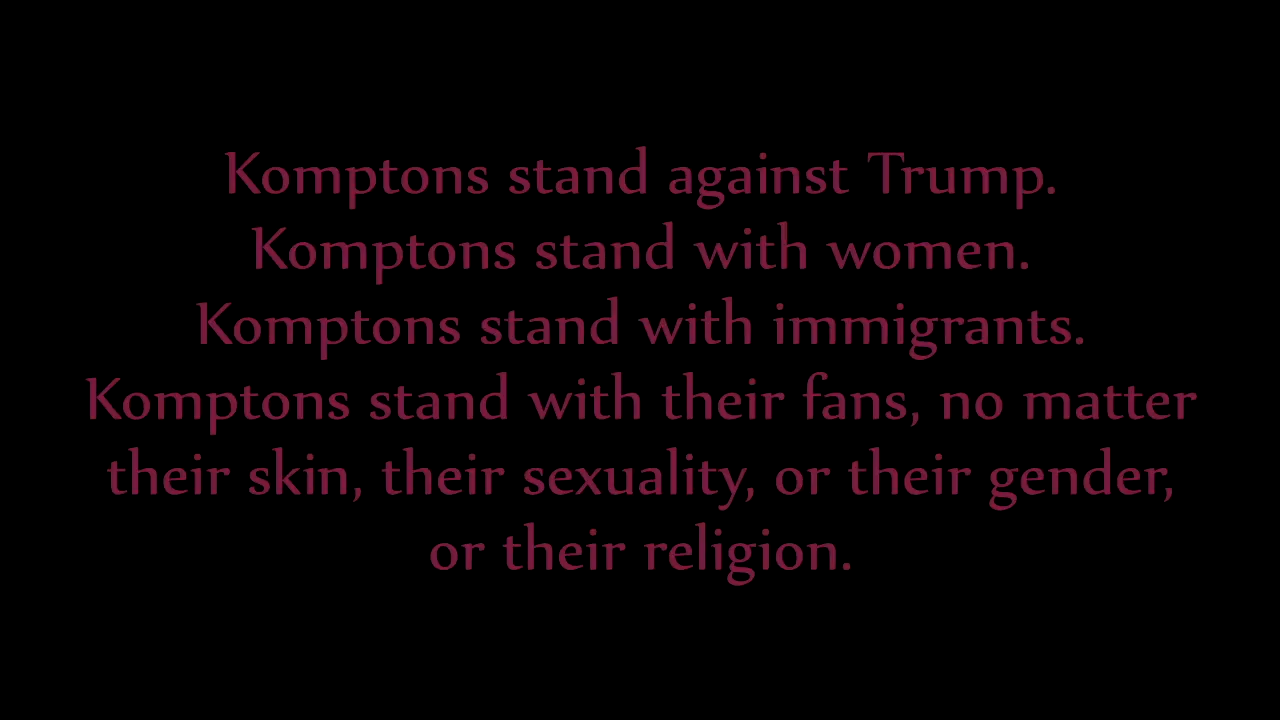 Komptons stand against Trump.
Komptons stand with women.
Komptons stand with immigrants.
Komptons stand with their fans, no matter
their skin, their sexuality, or their gender,
or their religion.